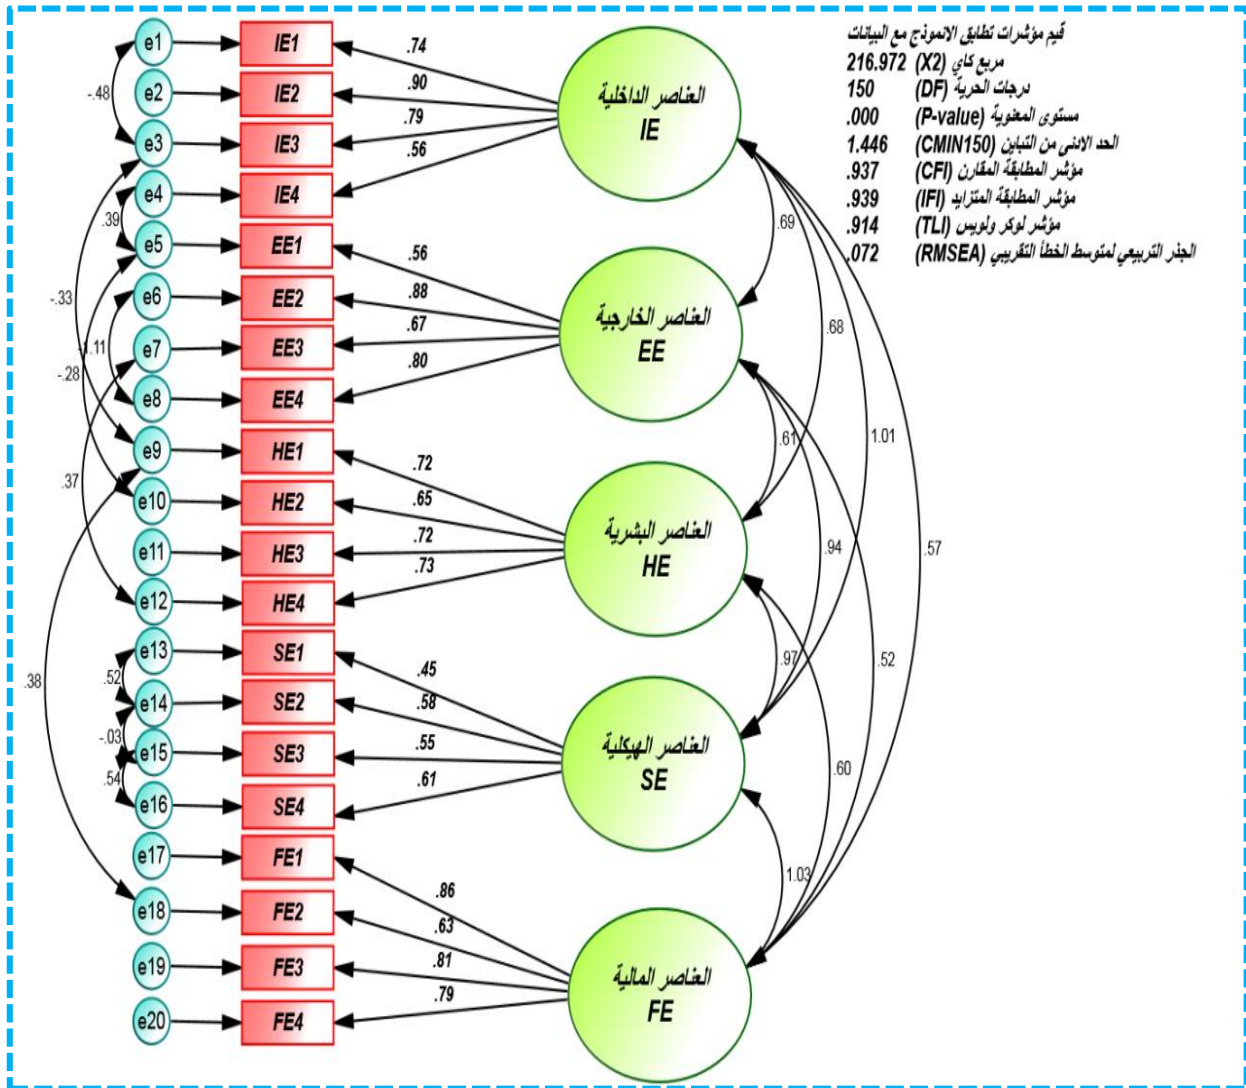 قيم مؤشرات تطابق الانموذج مع البيانات
مربع كاي (X2) 216.972
درجات الحرية (DF) 150
مستوى المعنوية (P-value) .000
الحد الادنى من التباين (CMIN150) 1.446
مؤشر المطابقة المقارن (CFI) .937
مؤشر المطابقة المتزايد (IFI) .939
مؤشر لوكر ولويس (TLI) .914
الجذر التربيعي لمتوسط الخطأ التقريبي (RMSEA) .072
e1 IE1 .74
e2 IE2 .90
e3 IE3 .79
e4 IE4 .56
العناصر الداخلية
IE
e5 EE1 .56
e6 EE2 .88
e7 EE3 .67
e8 EE4 .80
العناصر الخارجية
EE
e9 HE1 .72
e10 HE2 .65
e11 HE3 .72
e12 HE4 .73
العناصر البشرية
HE
e13 SE1 .45
e14 SE2 .58
e15 SE3 .55
e16 SE4 .61
العناصر الهيكلية
SE
e17 FE1 .86
e18 FE2 .63
e19 FE3 .81
e20 FE4 .79
العناصر المالية
FE
-.48
.39
-.33
-1.11
-.28
.37
.38
.52
-.03
.54
.69
.68
1.01
.57
.61
.94
.52
.97
.60
1.03